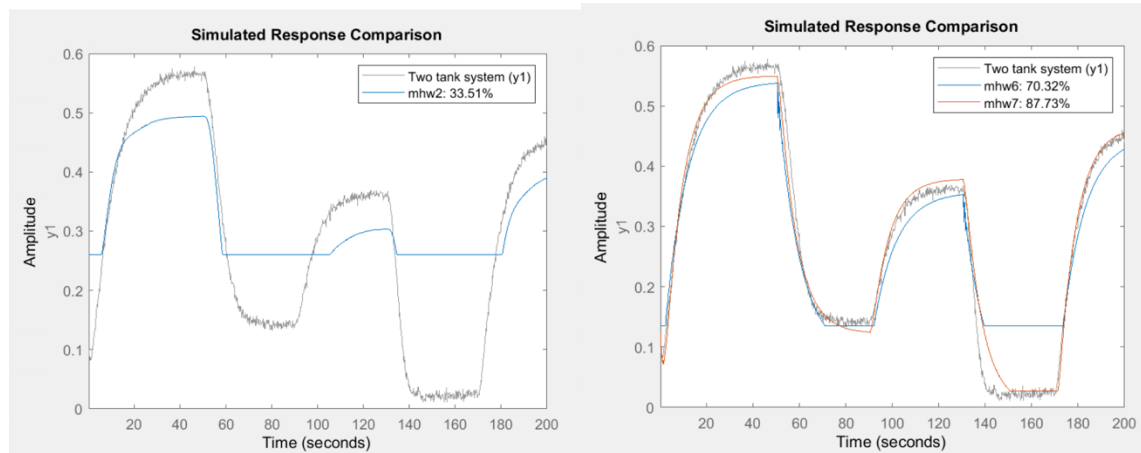 Simulated Response Comparison
0.6
0.5
0.4
0.3
0.2
0.1
0
Amplitude
y1
Two tank system (y1)
mhw2: 33.51%
20 40 60 80 100 120 140 160 180 200
Time (seconds)
Simulated Response Comparison
0.6
0.5
0.4
0.3
0.2
0.1
0
Amplitude
y1
Two tank system (y1)
mhw6: 70.32%
mhw7: 87.73%
20 40 60 80 100 120 140 160 180 200
Time (seconds)